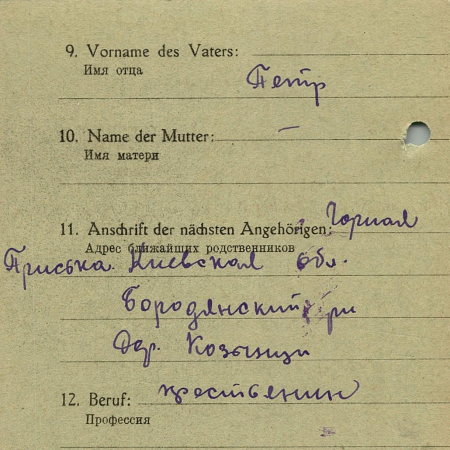 9. Vorname des Vaters:
Имя отца
Петр
10. Name der Mutter: —
Имя матери
11. Anschrift der nächsten Angehörigen: Горная
Адрес ближайших родственников
Приська Киевская обл.
Бородянский
Дер. Козынци
12. Beruf: крестьянин
Профессия